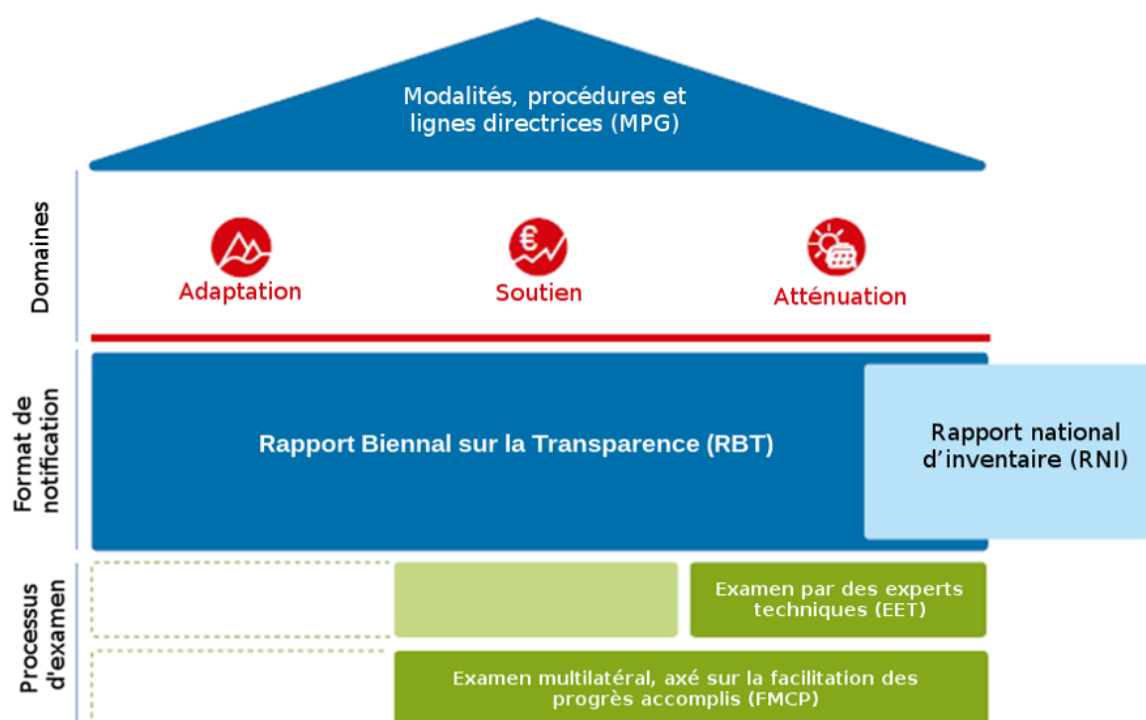 Modalités, procédures et
lignes directrices (MPG)
Domaines
Adaptation
Soutien
Atténuation
Format de
notification
Rapport Biennal sur la Transparence (RBT)
Rapport national
d’inventaire (RNI)
Processus
d'examen
Examen par des experts
techniques (EET)
Examen multilatéral, axé sur la facilitation des
progrès accomplis (FMCP)